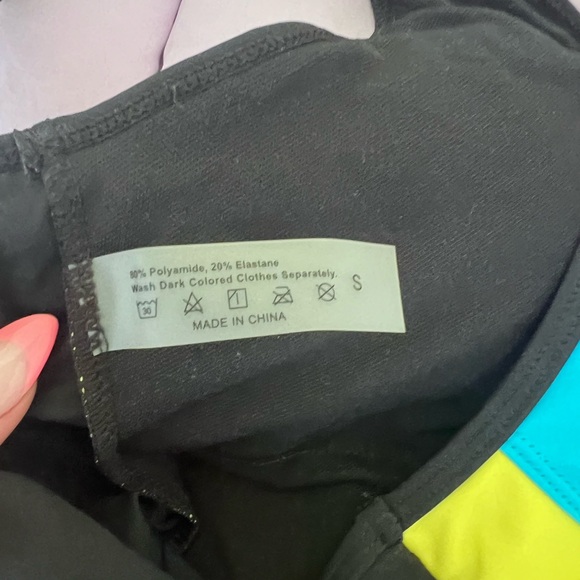 80% Polyamide, 20% Elastane
Wash Dark Colored Clothes Separately.
30
S
MADE IN CHINA